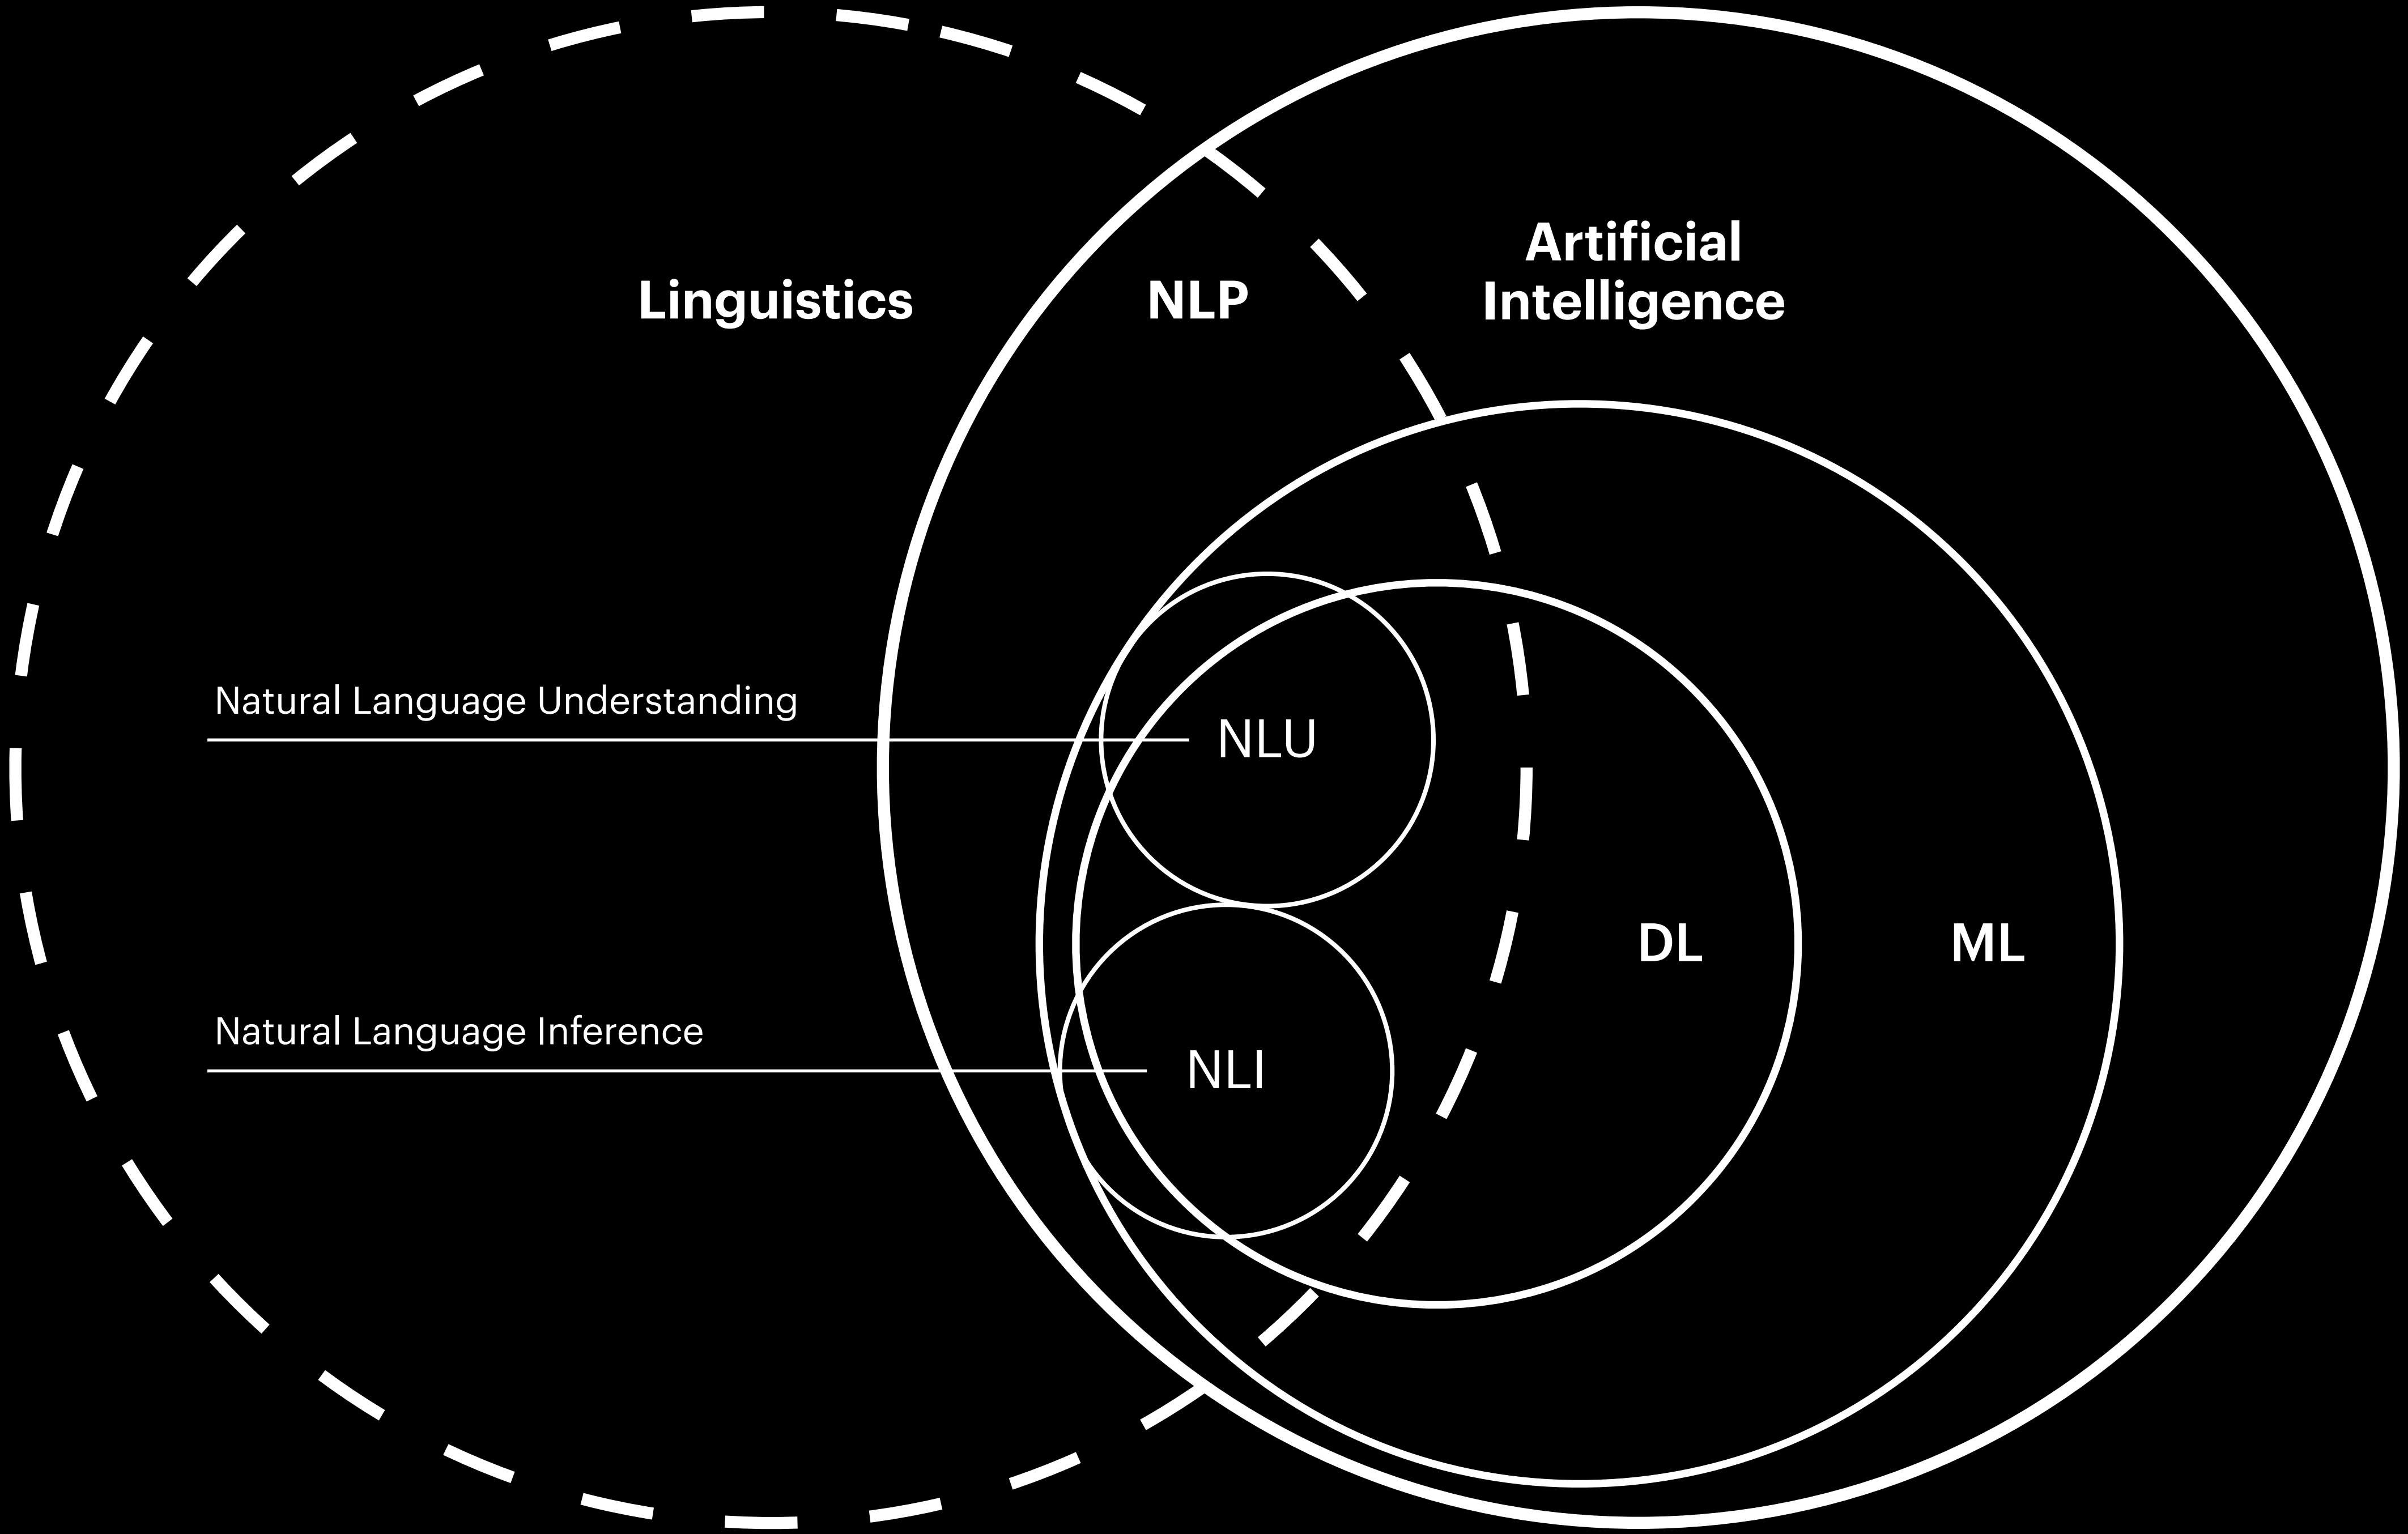 Linguistics
NLP
Artificial
Intelligence
Natural Language Understanding
NLU
DL
ML
Natural Language Inference
NLI